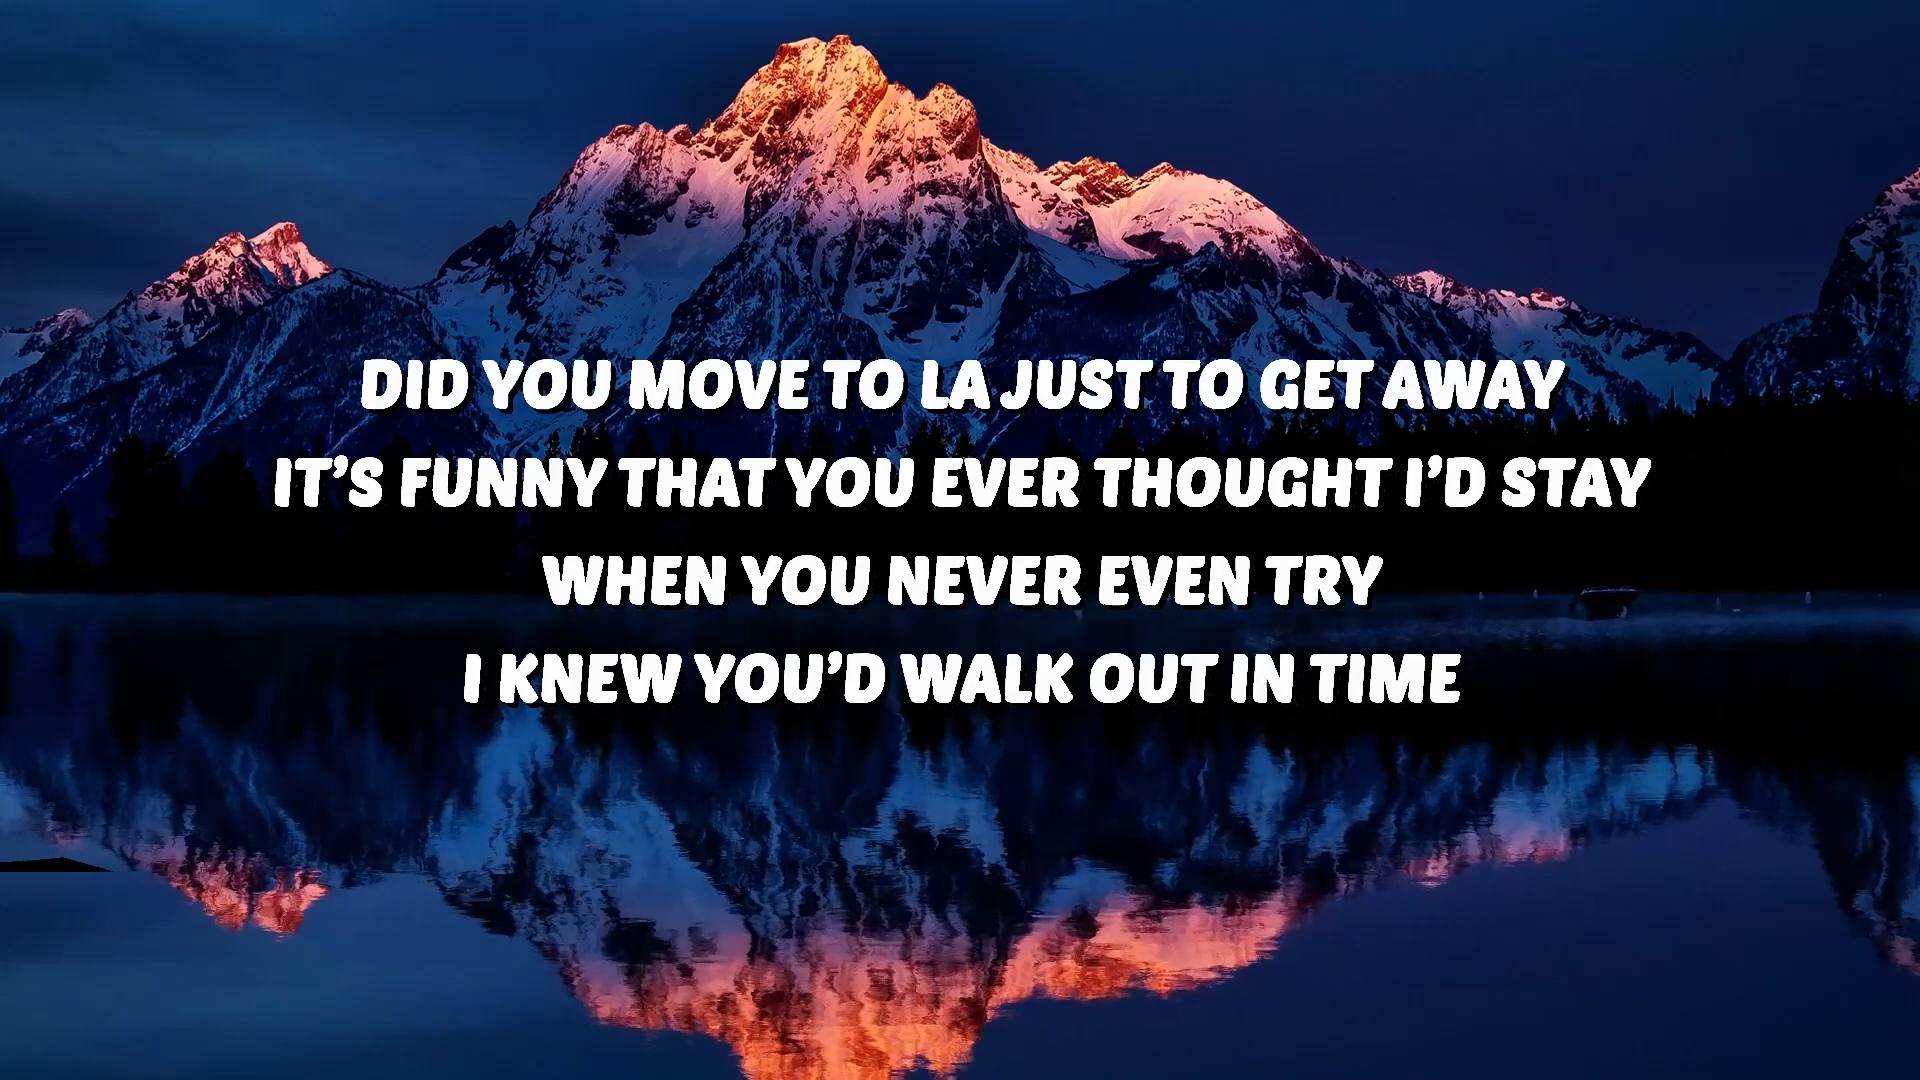 DID YOU MOVE TO LA JUST TO GET AWAY
IT’S FUNNY THAT YOU EVER THOUGHT I’D STAY
WHEN YOU NEVER EVEN TRY
I KNEW YOU’D WALK OUT IN TIME